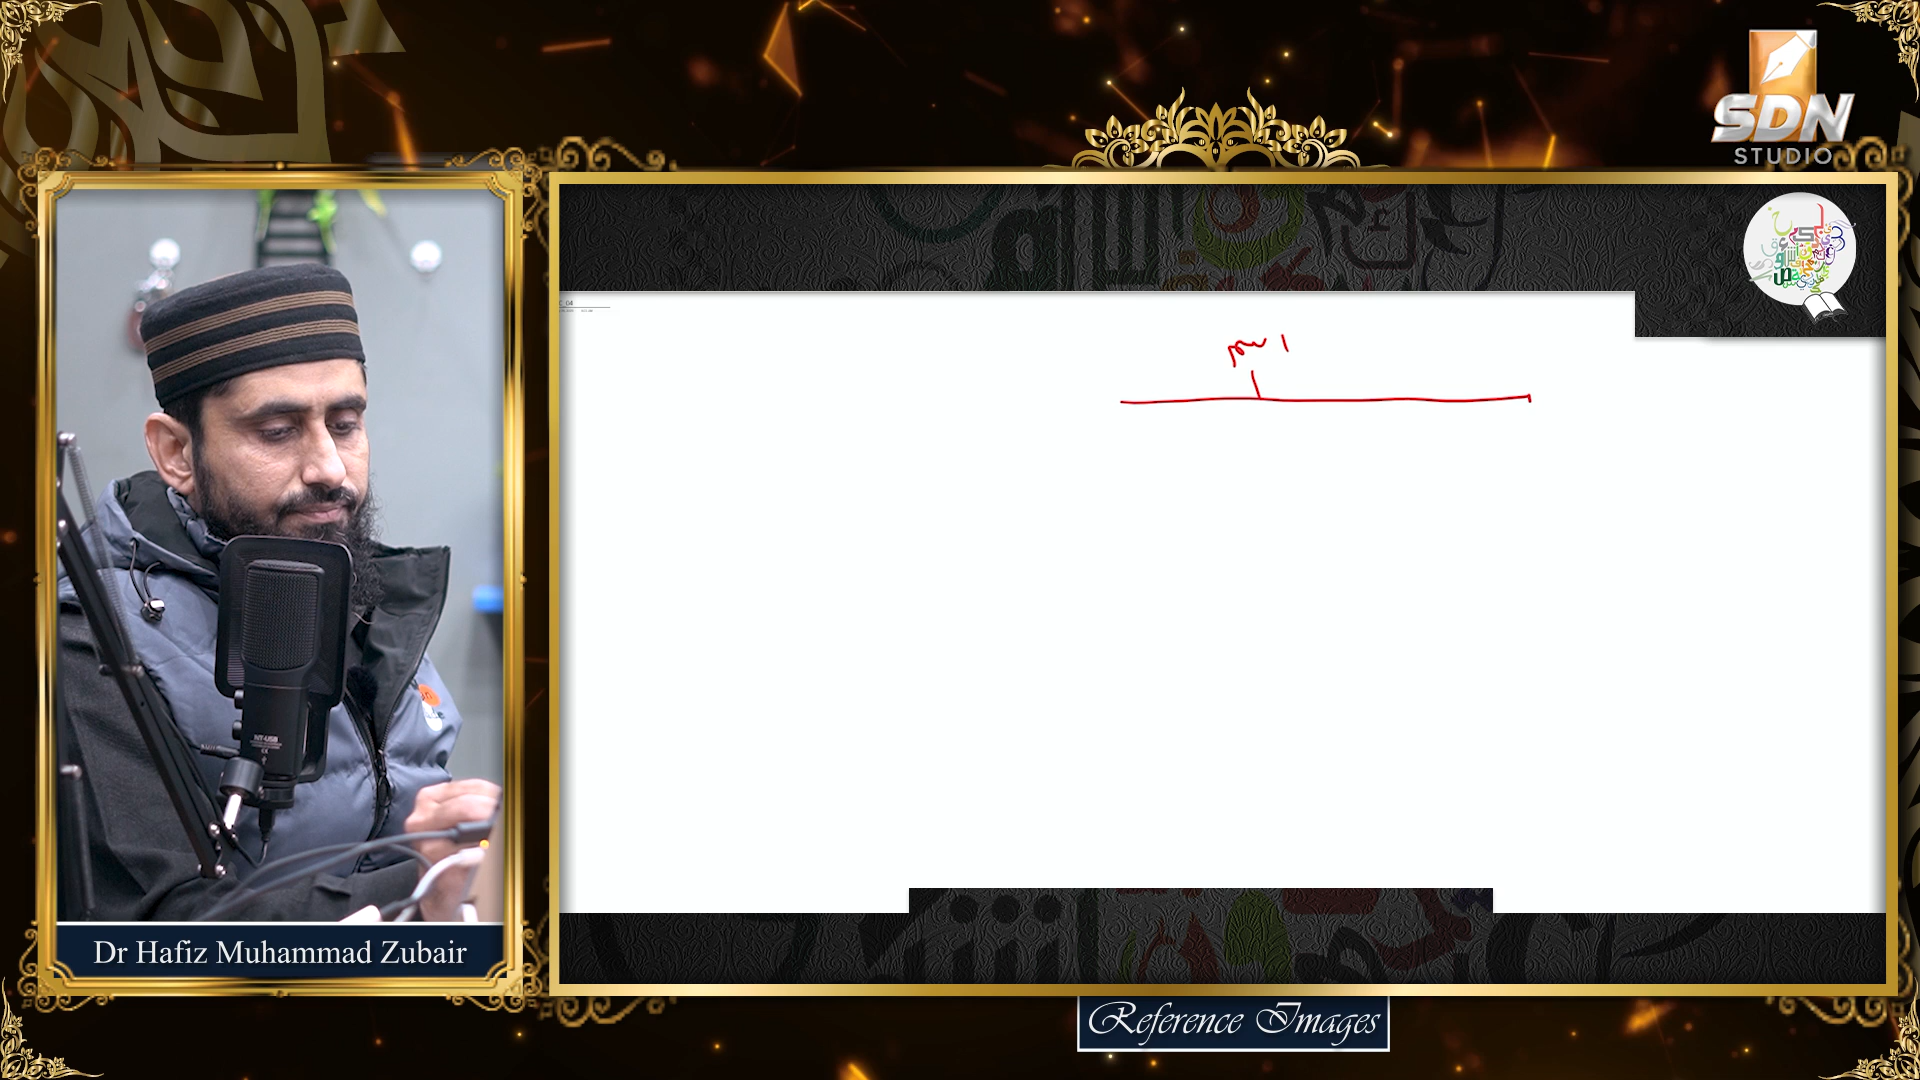 SDN
STUDIO
اسم
Dr Hafiz Muhammad Zubair
Reference Images